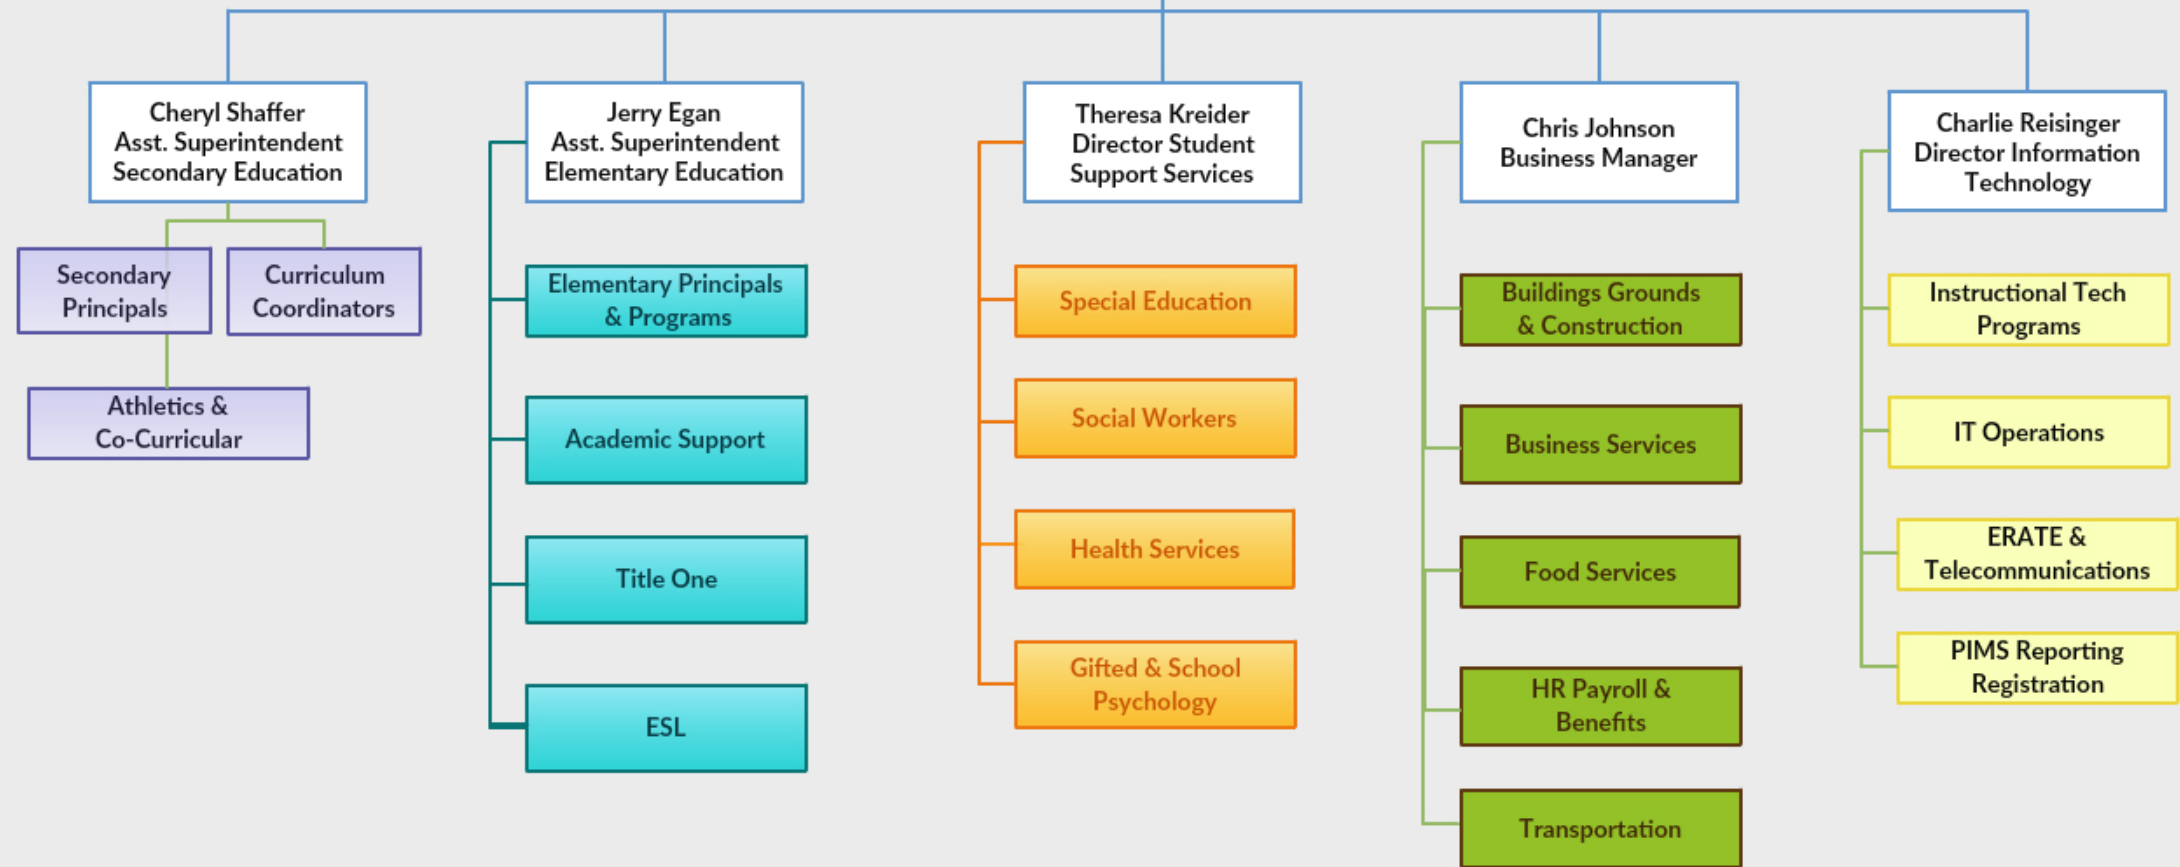 Cheryl Shaffer
Asst. Superintendent
Secondary Education
Secondary
Principals
Curriculum
Coordinators
Athletics &
Co-Curricular
Jerry Egan
Asst. Superintendent
Elementary Education
Elementary Principals
& Programs
Academic Support
Title One
ESL
Theresa Kreider
Director Student
Support Services
Special Education
Social Workers
Health Services
Gifted & School
Psychology
Chris Johnson
Business Manager
Buildings Grounds
& Construction
Business Services
Food Services
HR Payroll &
Benefits
Transportation
Charlie Reisinger
Director Information
Technology
Instructional Tech
Programs
IT Operations
ERATE &
Telecommunications
PIMS Reporting
Registration